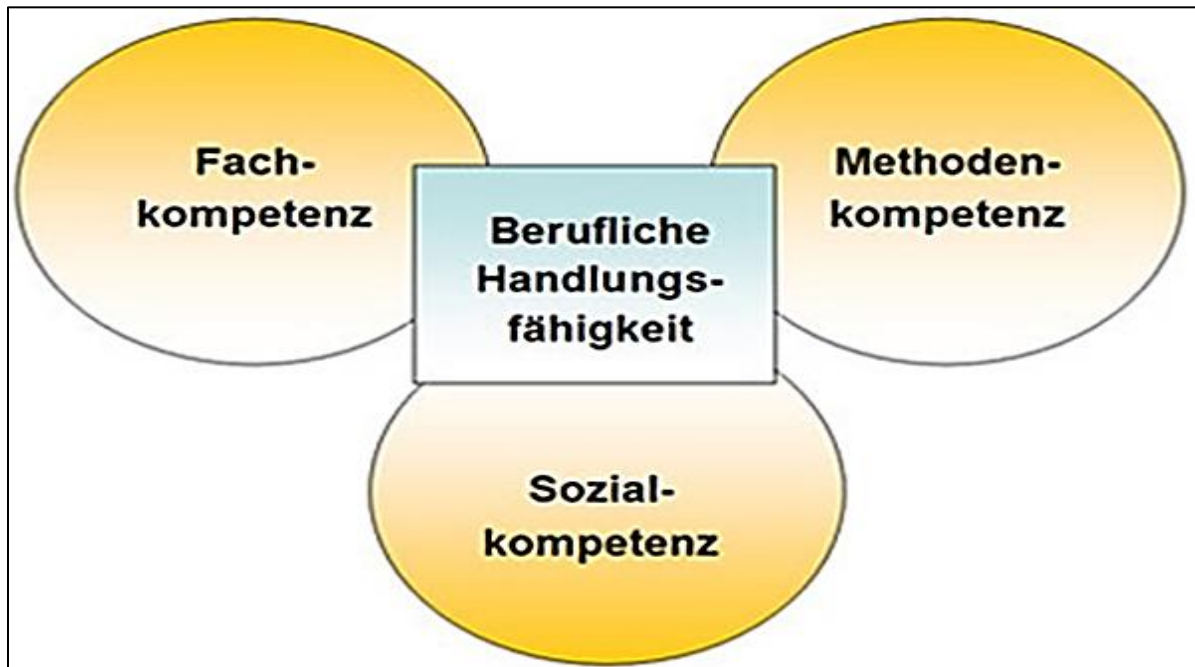 Fach-
kompetenz
Methoden-
kompetenz
Berufliche
Handlungs-
fähigkeit
Sozial-
kompetenz